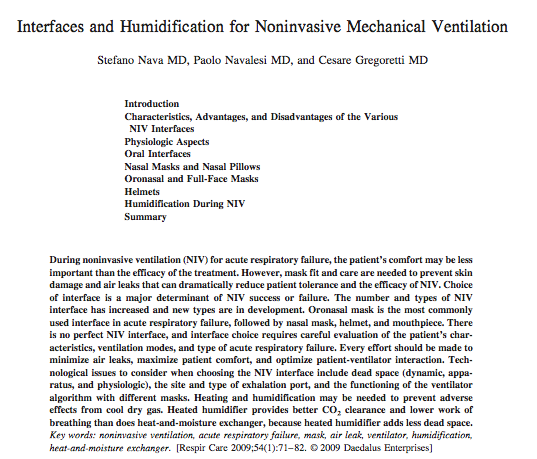 Interfaces and Humidification for Noninvasive Mechanical Ventilation
Stefano Nava MD, Paolo Navalesi MD, and Cesare Gregoretti MD
Introduction
Characteristics, Advantages, and Disadvantages of the Various
NIV Interfaces
Physiologic Aspects
Oral Interfaces
Nasal Masks and Nasal Pillows
Oronasal and Full-Face Masks
Helmets
Humidification During NIV
Summary
During noninvasive ventilation (NIV) for acute respiratory failure, the patient's comfort may be less
important than the efficacy of the treatment. However, mask fit and care are needed to prevent skin
damage and air leaks that can dramatically reduce patient tolerance and the efficacy of NIV. Choice
of interface is a major determinant of NIV success or failure. The number and types of NIV
interface has increased and new types are in development. Oronasal mask is the most commonly
used interface in acute respiratory failure, followed by nasal mask, helmet, and mouthpiece. There
is no perfect NIV interface, and interface choice requires careful evaluation of the patient's char-
acteristics, ventilation modes, and type of acute respiratory failure. Every effort should be made to
minimize air leaks, maximize patient comfort, and optimize patient-ventilator interaction. Tech-
nological issues to consider when choosing the NIV interface include dead space (dynamic, appa-
ratus, and physiologic), the site and type of exhalation port, and the functioning of the ventilator
algorithm with different masks. Heating and humidification may be needed to prevent adverse
effects from cool dry gas. Heated humidifier provides better CO₂ clearance and lower work of
breathing than does heat-and-moisture exchanger, because heated humidifier adds less dead space.
Key words: noninvasive ventilation, acute respiratory failure, mask, air leak, ventilator, humidification,
heat-and-moisture exchanger. [Respir Care 2009;54(1):71–82. © 2009 Daedalus Enterprises]